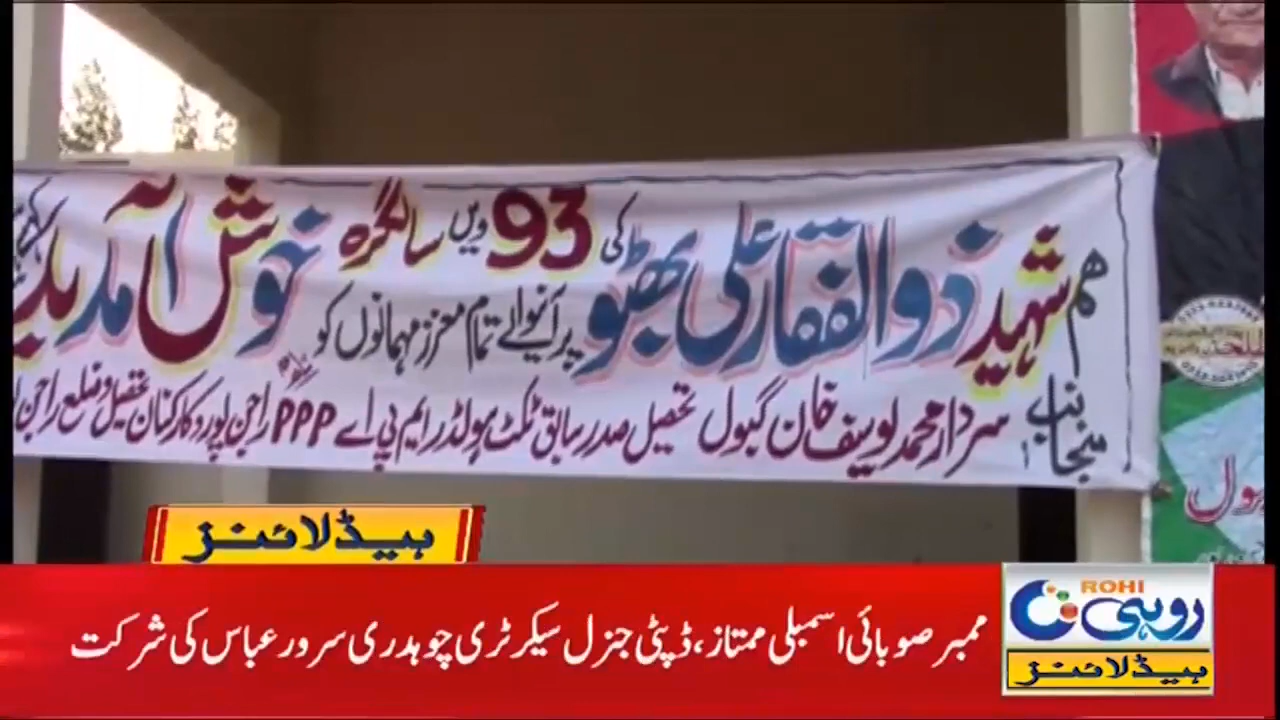 ہم شہید ذوالفقار علی بھٹو کی 93 ویں سالگرہ
پر آنیوالے تمام معزز مہمانوں کو خوش آمدید
منجانب: سردار محمد یوسف خان گبول تحصیل صدر سابق ٹکٹ ہولڈر ایم پی اے PPP راجن پور و کارکنان تحصیل و ضلع راجن
ہیڈلائنز
ممبر صوبائی اسمبلی ممتاز، ڈپٹی جنرل سیکرٹری چوہدری سرور عباس کی شرکت
ROHI
روہی
ہیڈلائنز